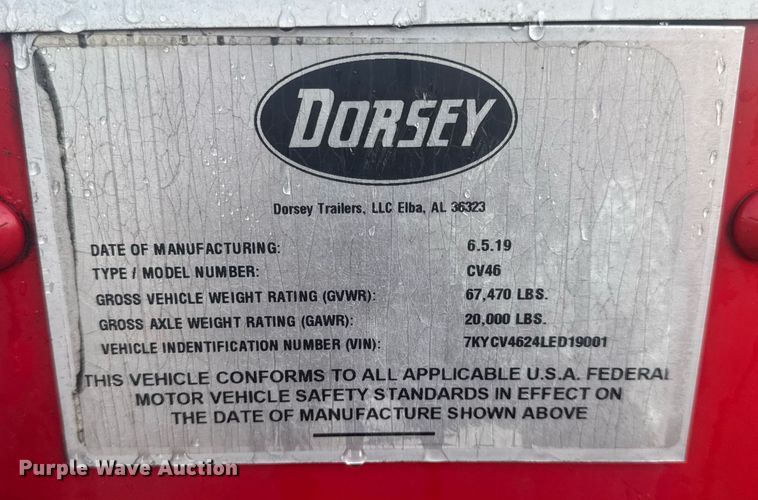 DORSEY
Dorsey Trailers, LLC Elba, AL 36323
DATE OF MANUFACTURING: 6.5.19
TYPE / MODEL NUMBER: CV46
GROSS VEHICLE WEIGHT RATING (GVWR): 67,470 LBS.
GROSS AXLE WEIGHT RATING (GAWR): 20,000 LBS.
VEHICLE INDENTIFICATION NUMBER (VIN): 7KYCV4624LED19001
THIS VEHICLE CONFORMS TO ALL APPLICABLE U.S.A. FEDERAL
MOTOR VEHICLE SAFETY STANDARDS IN EFFECT ON
THE DATE OF MANUFACTURE SHOWN ABOVE
Purple Wave Auction